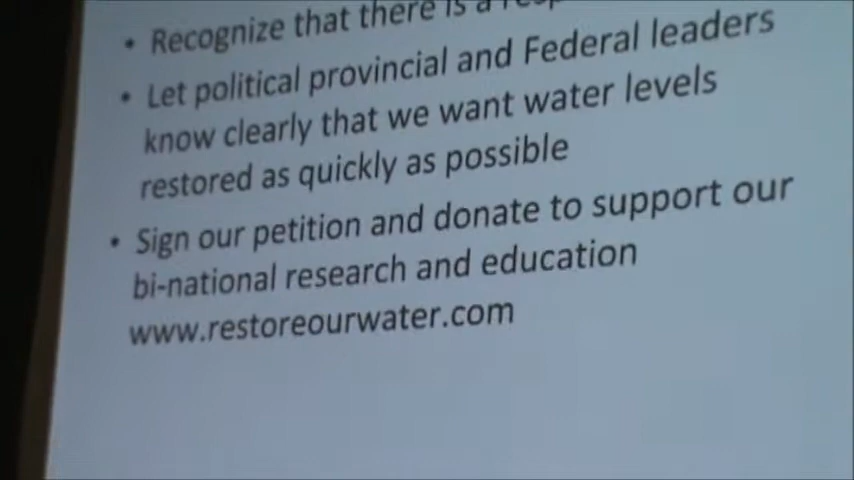 • Recognize that there is a
• Let political provincial and Federal leaders
know clearly that we want water levels
restored as quickly as possible
• Sign our petition and donate to support our
bi-national research and education
www.restoreourwater.com